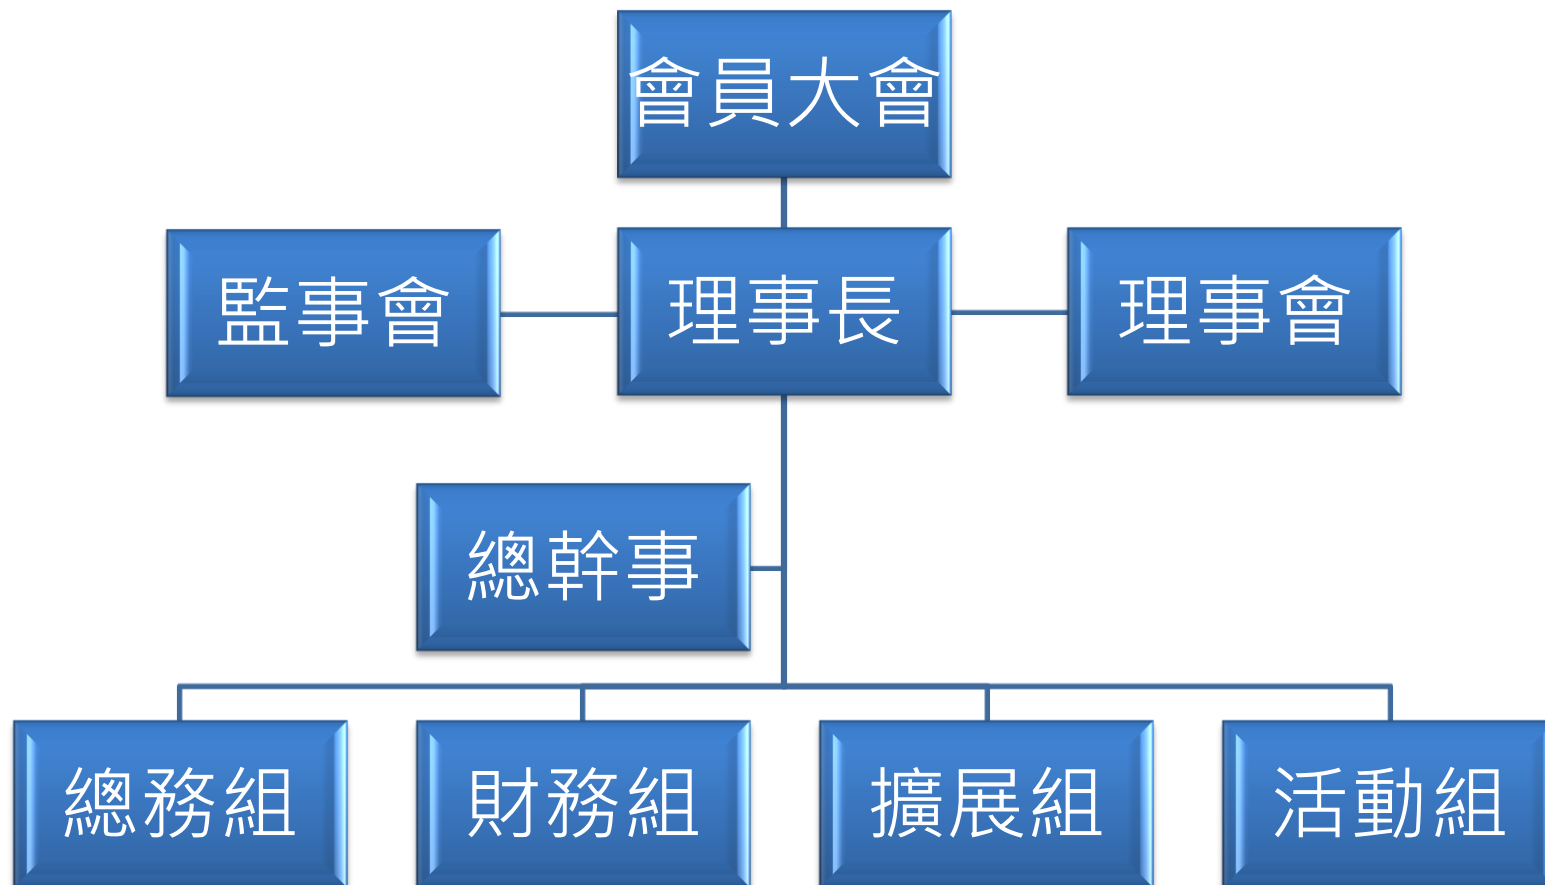 會員大會
監事會
理事長
理事會
總幹事
總務組
財務組
擴展組
活動組